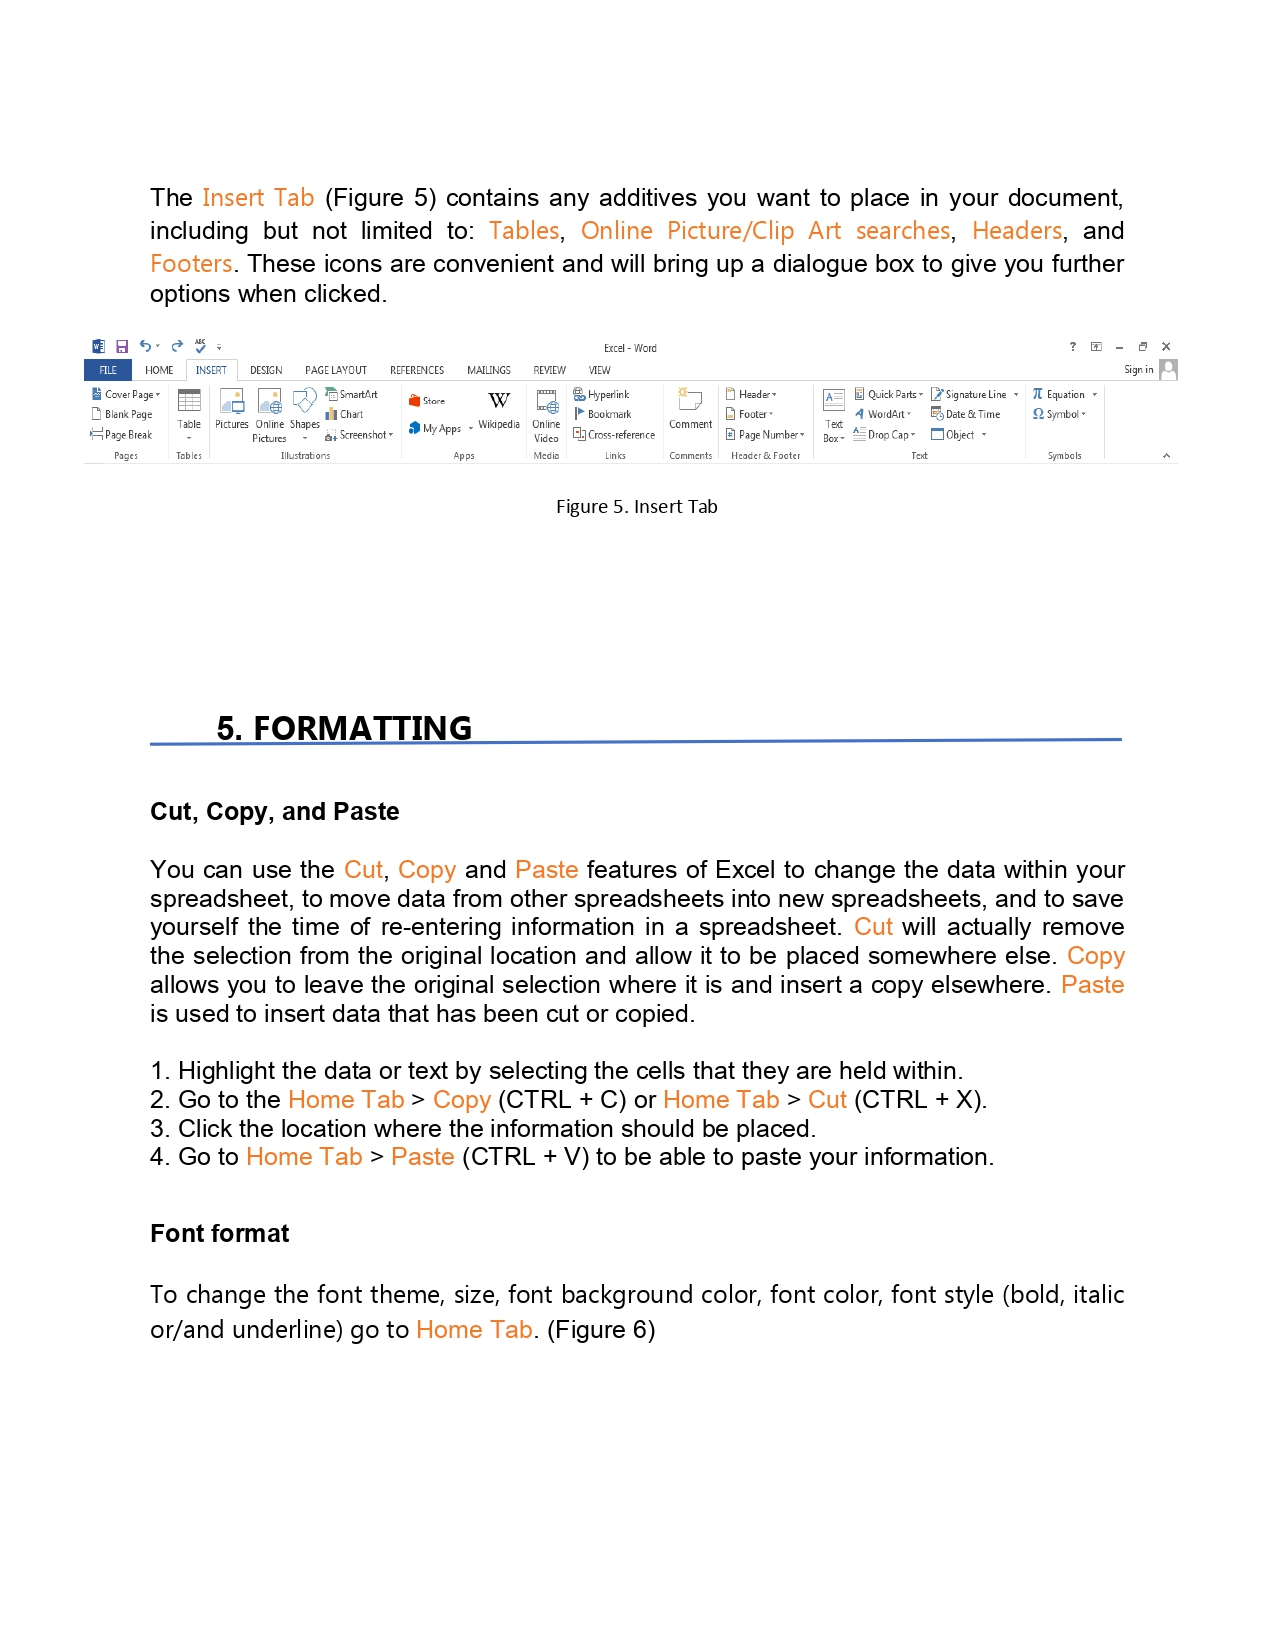 The Insert Tab (Figure 5) contains any additives you want to place in your document,
including but not limited to: Tables, Online Picture/Clip Art searches, Headers, and
Footers. These icons are convenient and will bring up a dialogue box to give you further
options when clicked.
ABC
Excel - Word
?
FILE HOME INSERT DESIGN PAGE LAYOUT REFERENCES MAILINGS REVIEW VIEW Sign in
Cover Page
Blank Page
Page Break
Pages
Table
Tables
Pictures
Online
Pictures
Shapes
SmartArt
Chart
Screenshot
Illustrations
Store
My Apps
W
Wikipedia
Apps
Online
Video
Media
Hyperlink
Bookmark
Cross-reference
Links
Comment
Comments
Header
Footer
Page Number
Header & Footer
Text
Box
Quick Parts
WordArt
Drop Cap
Signature Line
Date & Time
Object
Text
π Equation
Ω Symbol
Symbols
Figure 5. Insert Tab
5. FORMATTING
Cut, Copy, and Paste
You can use the Cut, Copy and Paste features of Excel to change the data within your
spreadsheet, to move data from other spreadsheets into new spreadsheets, and to save
yourself the time of re-entering information in a spreadsheet. Cut will actually remove
the selection from the original location and allow it to be placed somewhere else. Copy
allows you to leave the original selection where it is and insert a copy elsewhere. Paste
is used to insert data that has been cut or copied.
1. Highlight the data or text by selecting the cells that they are held within.
2. Go to the Home Tab > Copy (CTRL + C) or Home Tab > Cut (CTRL + X).
3. Click the location where the information should be placed.
4. Go to Home Tab > Paste (CTRL + V) to be able to paste your information.
Font format
To change the font theme, size, font background color, font color, font style (bold, italic
or/and underline) go to Home Tab. (Figure 6)